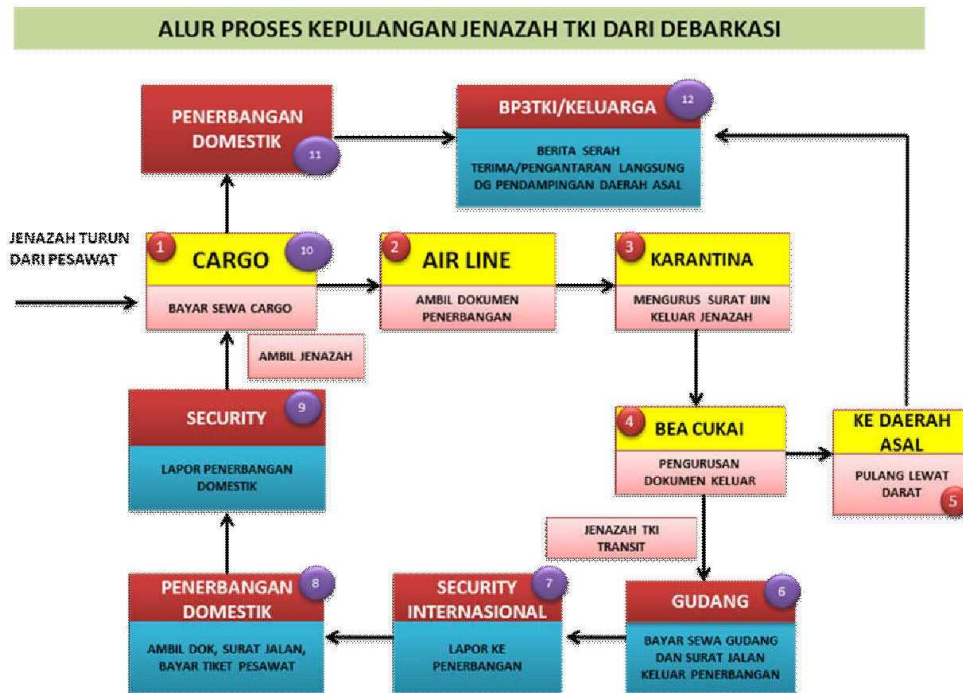 ALUR PROSES KEPULANGAN JENAZAH TKI DARI DEBARKASI
PENERBANGAN
DOMESTIK
11
BP3TKI/KELUARGA
12
BERITA SERAH
TERIMA/PENGANTARAN LANGSUNG
DG PENDAMPINGAN DAERAH ASAL
JENAZAH TURUN
DARI PESAWAT
1
CARGO
10
BAYAR SEWA CARGO
AMBIL JENAZAH
2
AIR LINE
AMBIL DOKUMEN
PENERBANGAN
3
KARANTINA
MENGURUS SURAT IJIN
KELUAR JENAZAH
4
BEA CUKAI
PENGURUSAN
DOKUMEN KELUAR
KE DAERAH
ASAL
PULANG LEWAT
DARAT
5
JENAZAH TKI
TRANSIT
GUDANG
6
BAYAR SEWA GUDANG
DAN SURAT JALAN
KELUAR PENERBANGAN
SECURITY
INTERNASIONAL
7
LAPOR KE
PENERBANGAN
PENERBANGAN
DOMESTIK
8
AMBIL DOK, SURAT JALAN,
BAYAR TIKET PESAWAT
SECURITY
9
LAPOR PENERBANGAN
DOMESTIK